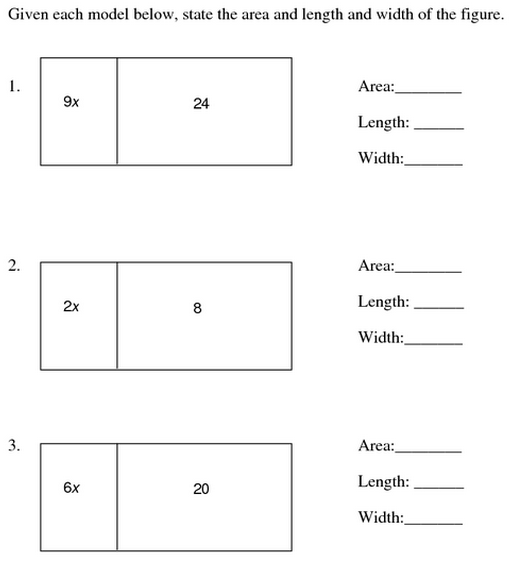 Given each model below, state the area and length and width of the figure.
1.
9x
24
Area:________
Length: ______
Width:_______
2.
2x
8
Area:________
Length: ______
Width:_______
3.
6x
20
Area:________
Length: ______
Width:_______